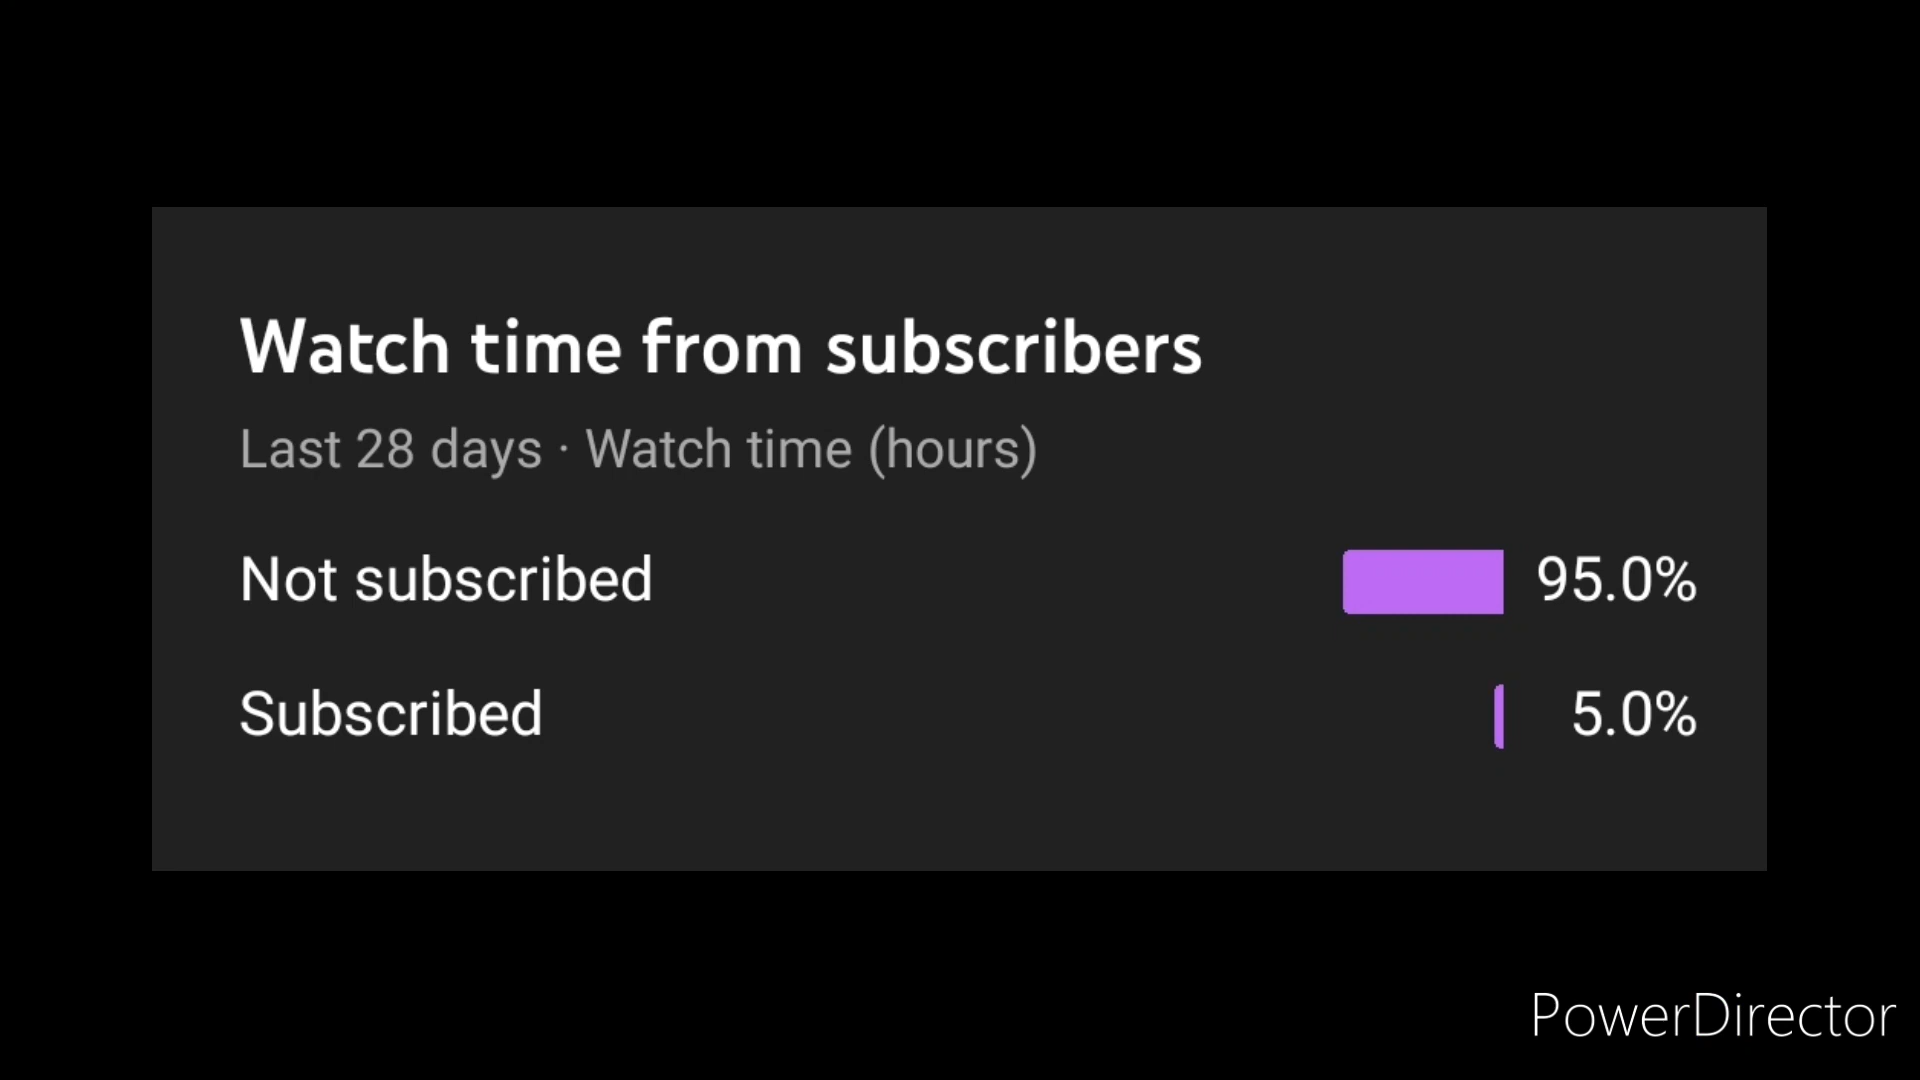 Watch time from subscribers
Last 28 days · Watch time (hours)
Not subscribed 95.0%
Subscribed 5.0%
PowerDirector